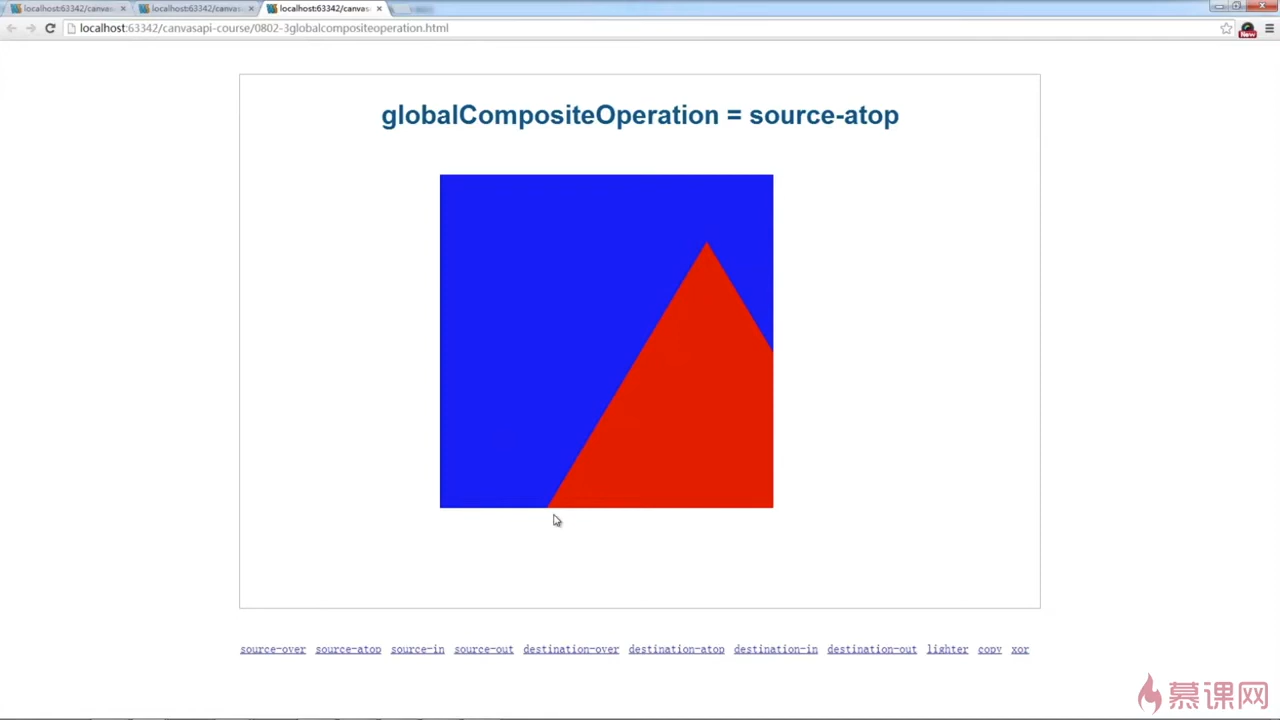 localhost:63342/canvas localhost:63342/canvas localhost:63342/canvas
localhost:63342/canvasapi-course/0802-3globalcompositeoperation.html
New
globalCompositeOperation = source-atop
source-over source-atop source-in source-out destination-over destination-atop destination-in destination-out lighter copy xor
慕课网